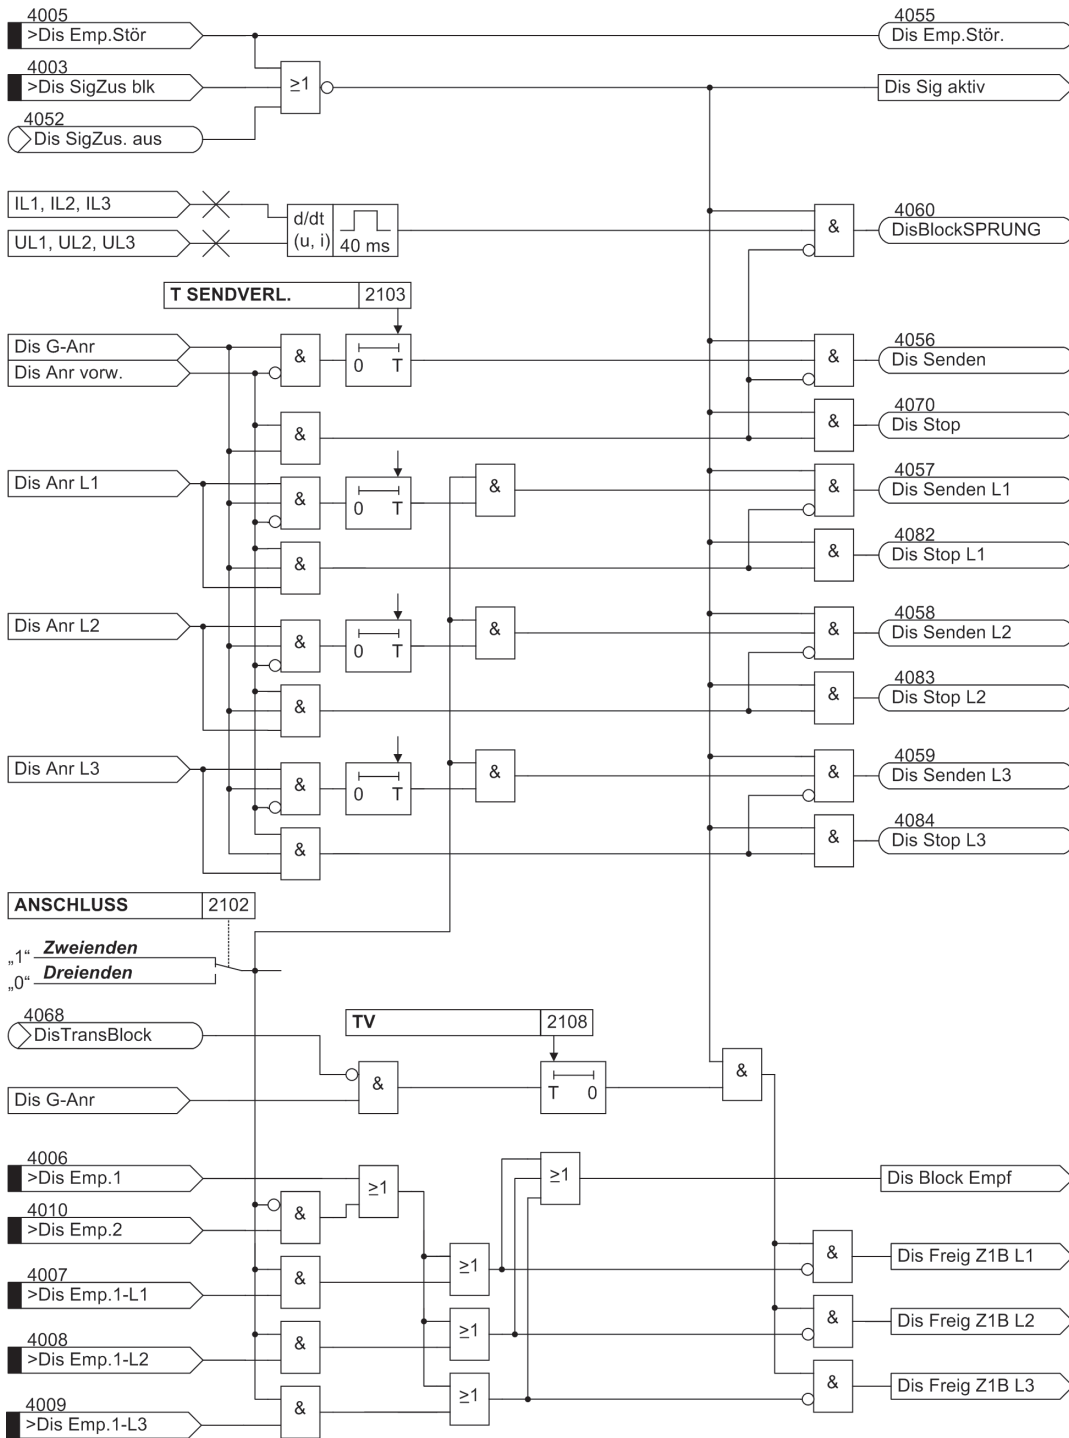 4005
>Dis Emp.Stör
4055
Dis Emp.Stör.
4003
>Dis SigZus blk
≥1
Dis Sig aktiv
4052
Dis SigZus. aus
IL1, IL2, IL3
UL1, UL2, UL3
d/dt
(u, i)
40 ms
&
4060
DisBlockSPRUNG
T SENDVERL.
2103
Dis G-Anr
Dis Anr vorw.
&
0 T
&
4056
Dis Senden
&
&
4070
Dis Stop
Dis Anr L1
&
0 T
&
&
4057
Dis Senden L1
&
&
4082
Dis Stop L1
Dis Anr L2
&
0 T
&
&
4058
Dis Senden L2
&
&
4083
Dis Stop L2
Dis Anr L3
&
0 T
&
&
4059
Dis Senden L3
&
&
4084
Dis Stop L3
ANSCHLUSS
2102
„1“ Zweienden
„0“ Dreienden
4068
DisTransBlock
TV
2108
Dis G-Anr
&
T 0
&
4006
>Dis Emp.1
≥1
≥1
Dis Block Empf
4010
>Dis Emp.2
&
4007
>Dis Emp.1-L1
&
≥1
&
Dis Freig Z1B L1
4008
>Dis Emp.1-L2
&
≥1
&
Dis Freig Z1B L2
4009
>Dis Emp.1-L3
&
≥1
&
Dis Freig Z1B L3